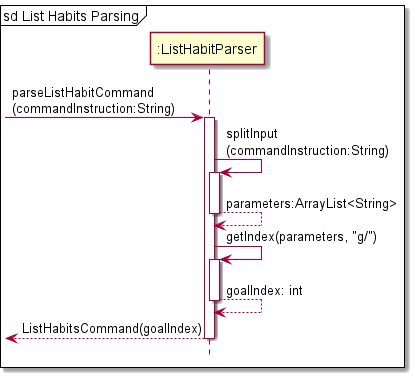 sd List Habits Parsing
:ListHabitParser
parseListHabitCommand
(commandInstruction:String)
splitInput
(commandInstruction:String)
parameters:ArrayList<String>
getIndex(parameters, "g/")
goalIndex: int
ListHabitsCommand(goalIndex)